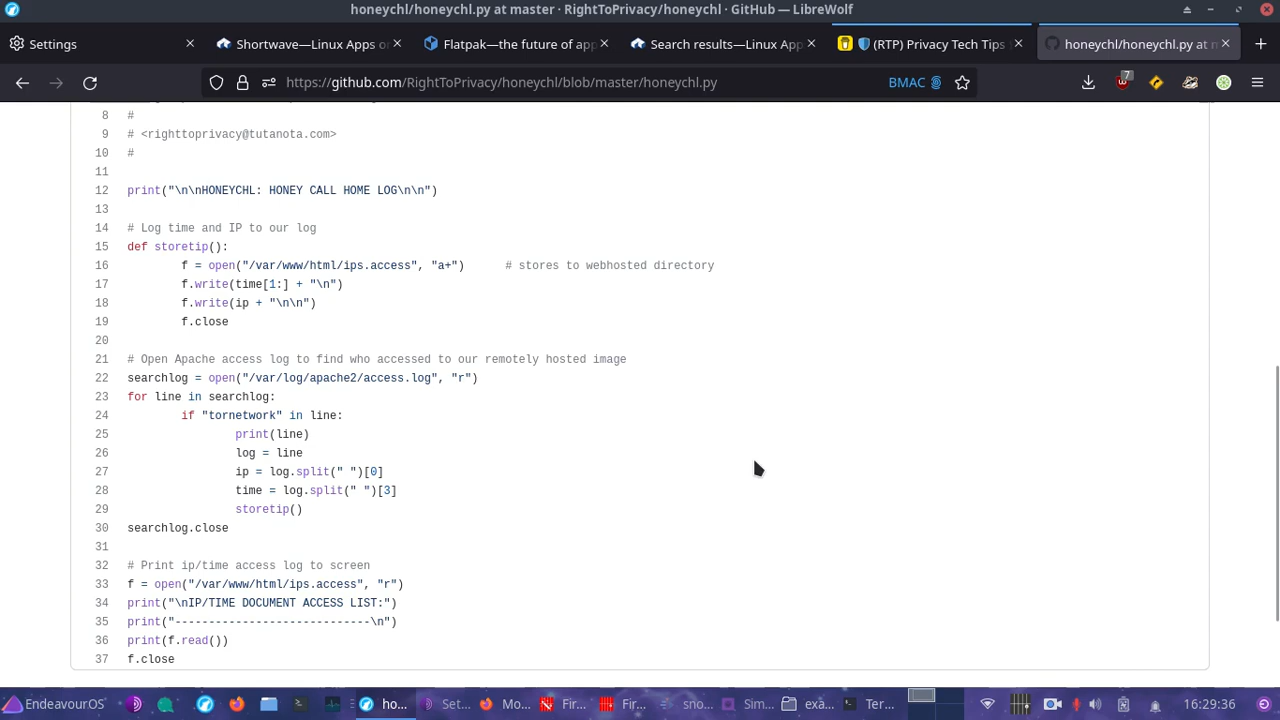 honeychl/honeychl.py at master · RightToPrivacy/honeychl · GitHub — LibreWolf
Settings
Shortwave—Linux Apps on
Flatpak—the future of app
Search results—Linux App
(RTP) Privacy Tech Tips
honeychl/honeychl.py at m
https://github.com/RightToPrivacy/honeychl/blob/master/honeychl.py
BMAC
7
8 #
9 # <righttoprivacy@tutanota.com>
10 #
11
12 print("\n\nHONEYCHL: HONEY CALL HOME LOG\n\n")
13
14 # Log time and IP to our log
15 def storetip():
16 f = open("/var/www/html/ips.access", "a+") # stores to webhosted directory
17 f.write(time[1:] + "\n")
18 f.write(ip + "\n\n")
19 f.close
20
21 # Open Apache access log to find who accessed to our remotely hosted image
22 searchlog = open("/var/log/apache2/access.log", "r")
23 for line in searchlog:
24 if "tornetwork" in line:
25 print(line)
26 log = line
27 ip = log.split(" ")[0]
28 time = log.split(" ")[3]
29 storetip()
30 searchlog.close
31
32 # Print ip/time access log to screen
33 f = open("/var/www/html/ips.access", "r")
34 print("\nIP/TIME DOCUMENT ACCESS LIST:")
35 print("-----------------------------\n")
36 print(f.read())
37 f.close
EndeavourOS
ho...
Set...
Mo...
Fir...
Fir...
sno...
Sim...
exa...
Ter...
16:29:36